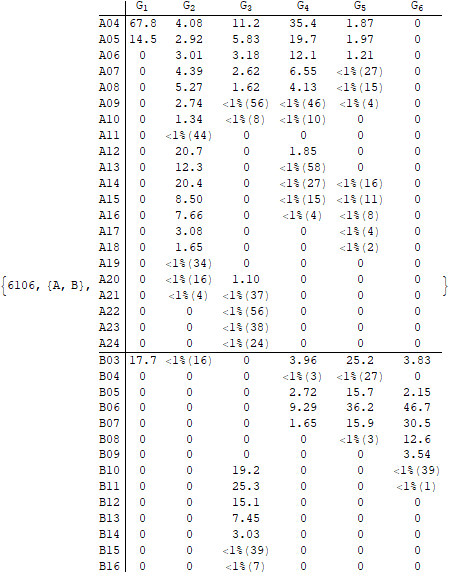 G1 G2 G3 G4 G5 G6
A04 67.8 4.08 11.2 35.4 1.87 0
A05 14.5 2.92 5.83 19.7 1.97 0
A06 0 3.01 3.18 12.1 1.21 0
A07 0 4.39 2.62 6.55 <1%(27) 0
A08 0 5.27 1.62 4.13 <1%(15) 0
A09 0 2.74 <1%(56) <1%(46) <1%(4) 0
A10 0 1.34 <1%(8) <1%(10) 0 0
A11 0 <1%(44) 0 0 0 0
A12 0 20.7 0 1.85 0 0
A13 0 12.3 0 <1%(58) 0 0
A14 0 20.4 0 <1%(27) <1%(16) 0
A15 0 8.50 0 <1%(15) <1%(11) 0
A16 0 7.66 0 <1%(4) <1%(8) 0
A17 0 3.08 0 0 <1%(4) 0
A18 0 1.65 0 0 <1%(2) 0
A19 0 <1%(34) 0 0 0 0
A20 0 <1%(16) 1.10 0 0 0
{6106, {A, B}, A21 0 <1%(4) <1%(37) 0 0 0 }
A22 0 0 <1%(56) 0 0 0
A23 0 0 <1%(38) 0 0 0
A24 0 0 <1%(24) 0 0 0
B03 17.7 <1%(16) 0 3.96 25.2 3.83
B04 0 0 0 <1%(3) <1%(27) 0
B05 0 0 0 2.72 15.7 2.15
B06 0 0 0 9.29 36.2 46.7
B07 0 0 0 1.65 15.9 30.5
B08 0 0 0 0 <1%(3) 12.6
B09 0 0 0 0 0 3.54
B10 0 0 19.2 0 0 <1%(39)
B11 0 0 25.3 0 0 <1%(1)
B12 0 0 15.1 0 0 0
B13 0 0 7.45 0 0 0
B14 0 0 3.03 0 0 0
B15 0 0 <1%(39) 0 0 0
B16 0 0 <1%(7) 0 0 0